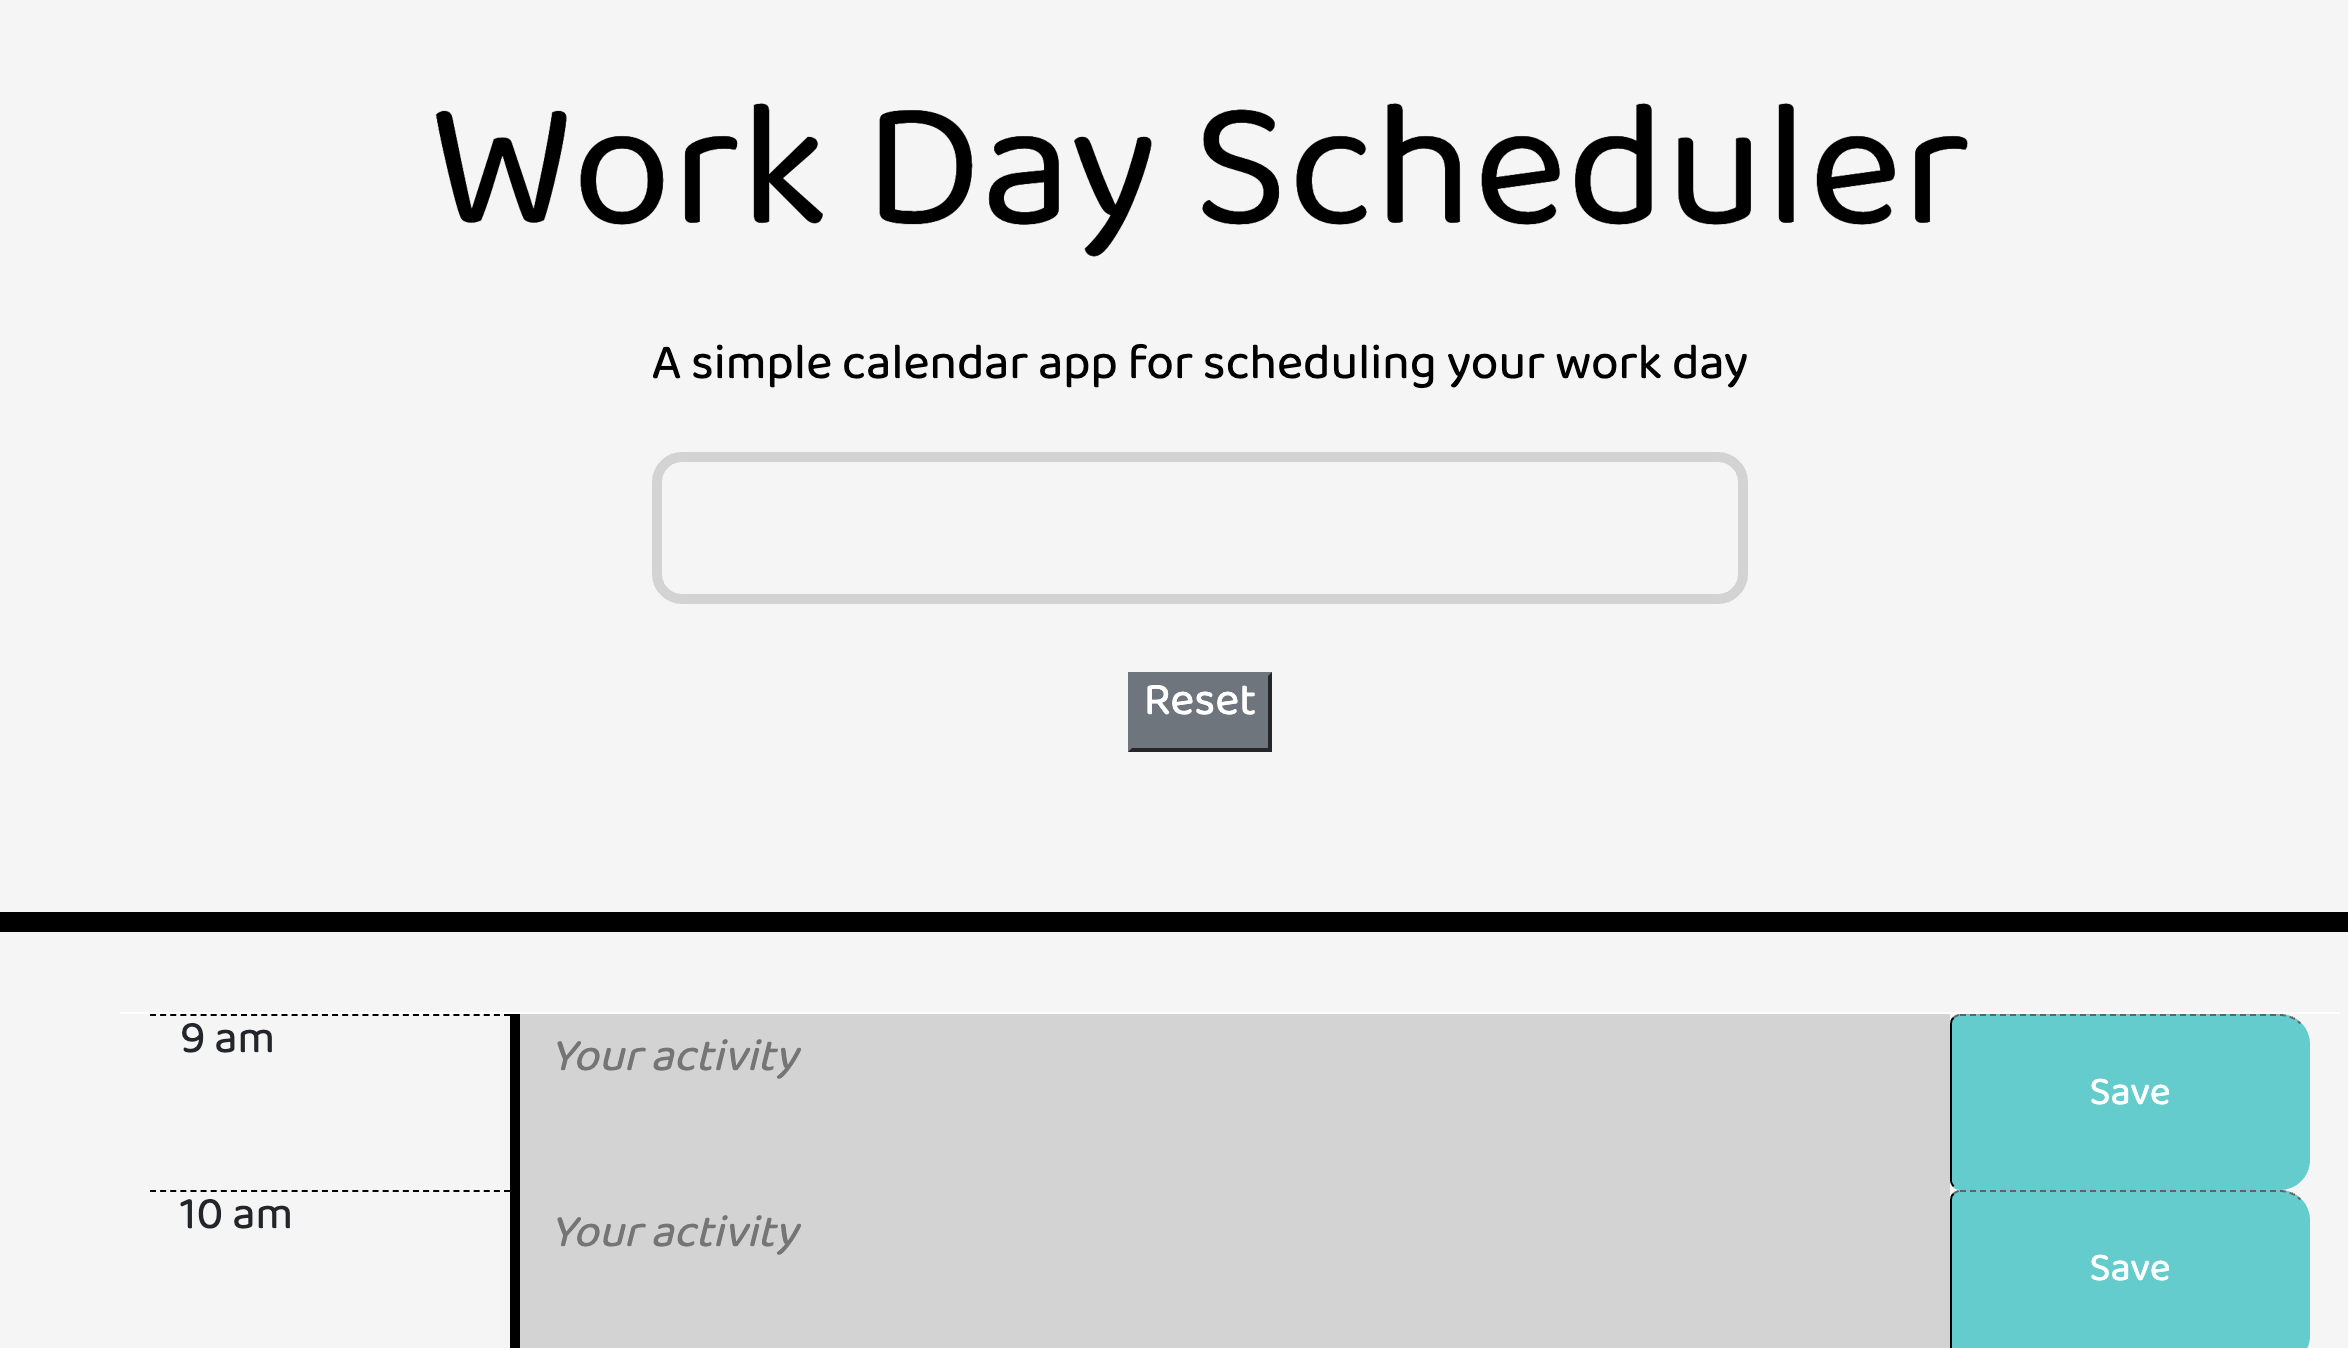 Work Day Scheduler
A simple calendar app for scheduling your work day
Reset
9 am
Your activity
Save
10 am
Your activity
Save